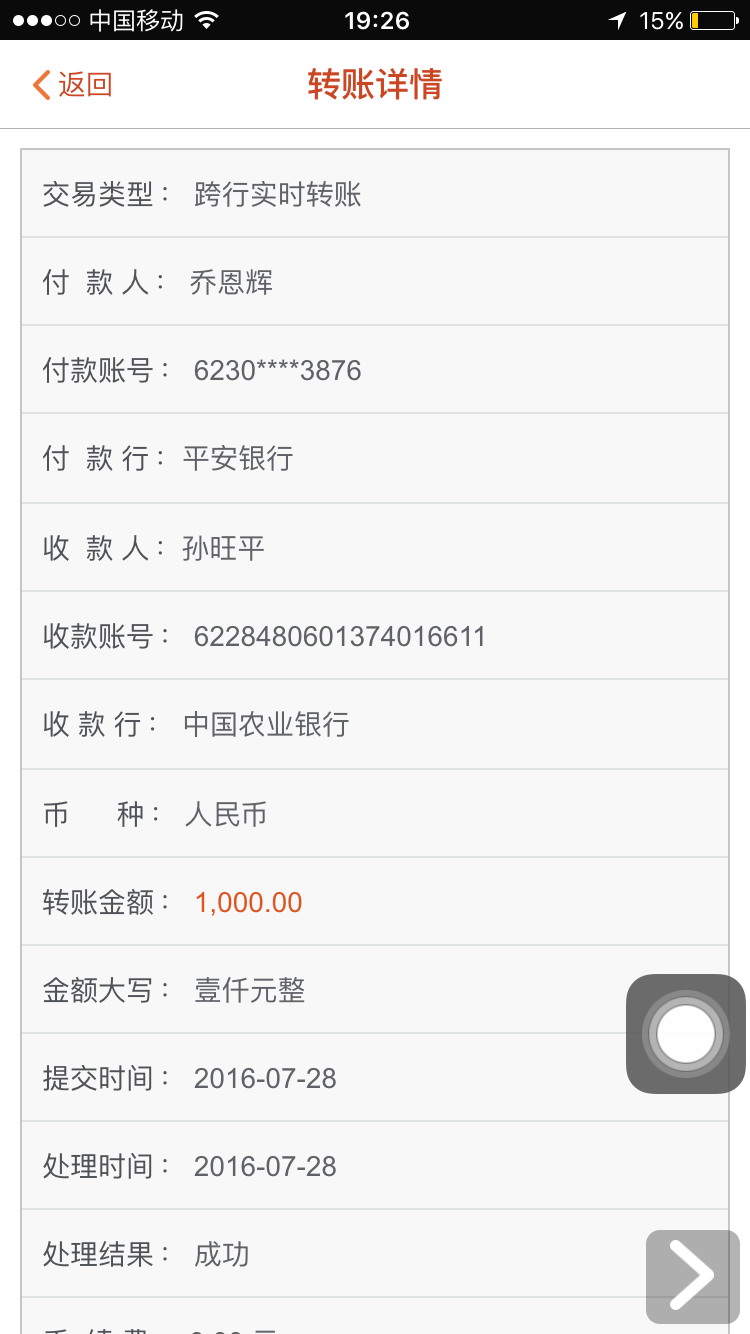 中国移动 19:26 15%
返回 转账详情
交易类型： 跨行实时转账
付 款 人： 乔恩辉
付款账号： 6230****3876
付 款 行： 平安银行
收 款 人： 孙旺平
收款账号： 6228480601374016611
收 款 行： 中国农业银行
币 种： 人民币
转账金额： 1,000.00
金额大写： 壹仟元整
提交时间： 2016-07-28
处理时间： 2016-07-28
处理结果： 成功